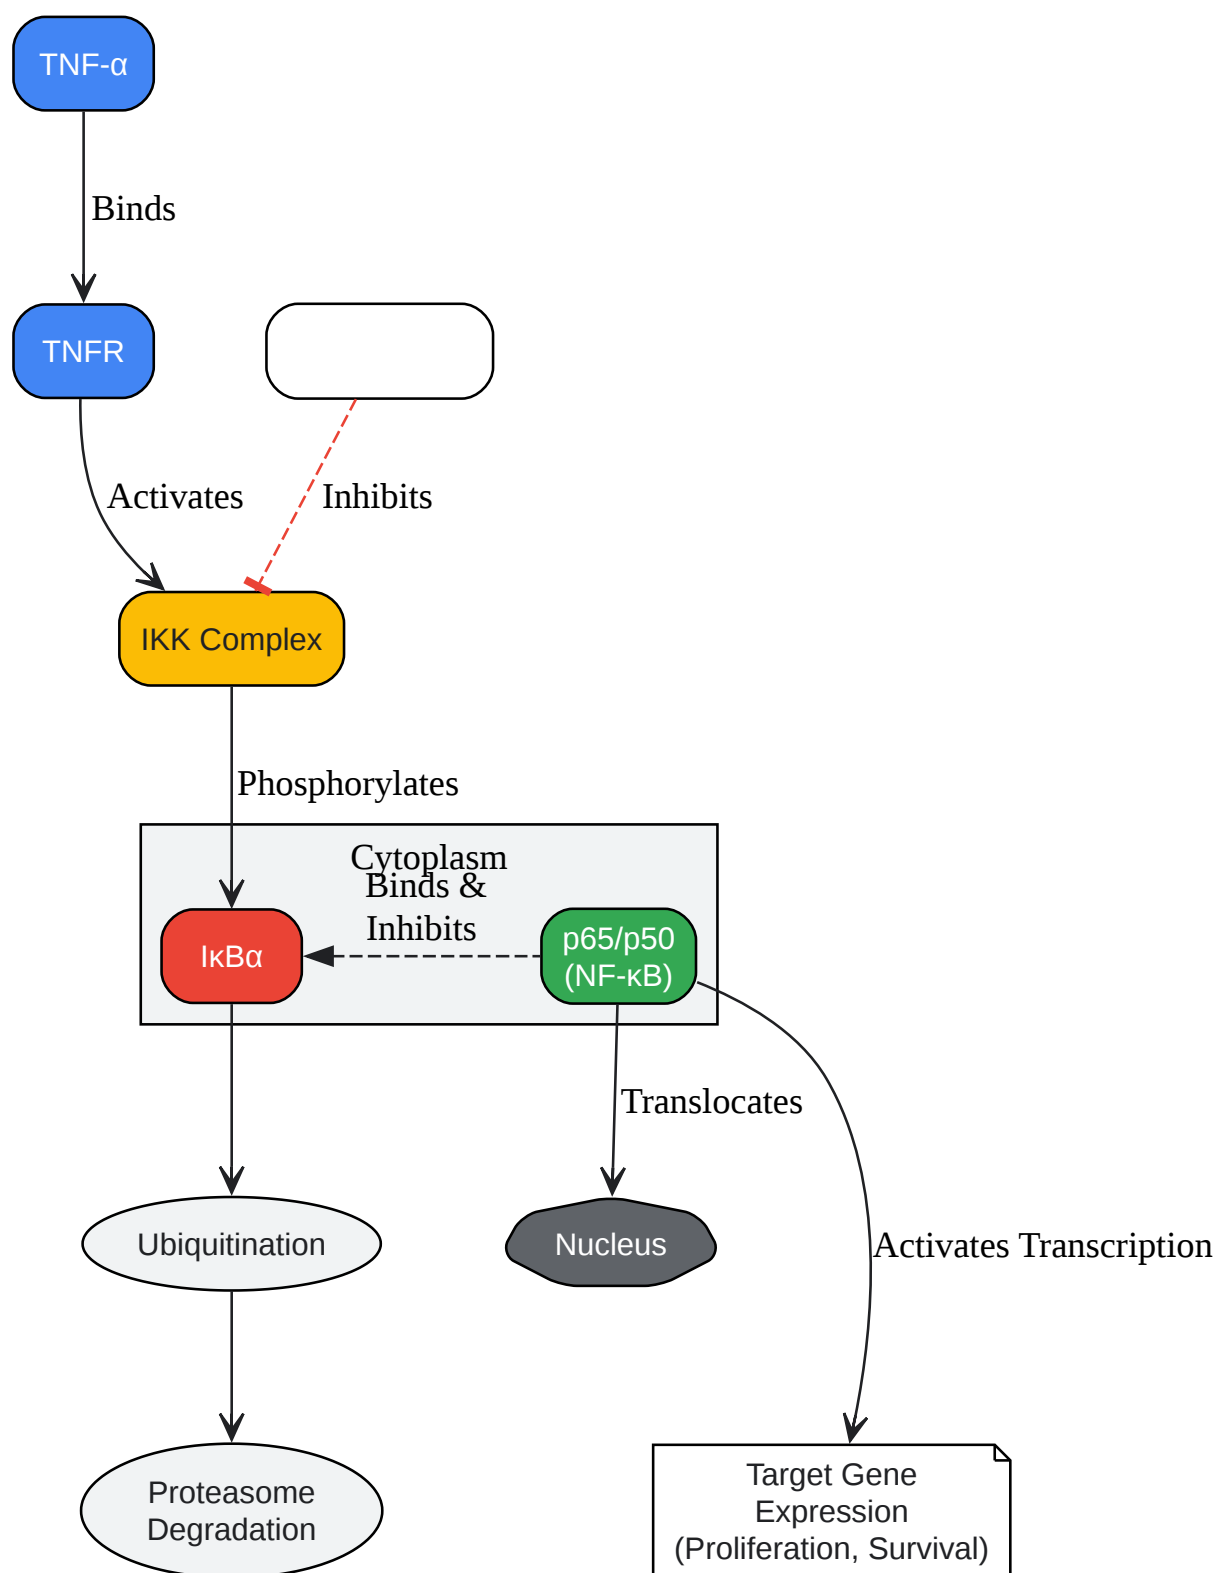 TNF-α
Binds
TNFR
Activates
Inhibits
IKK Complex
Phosphorylates
Cytoplasm
Binds &
Inhibits
IκBα
p65/p50
(NF-κB)
Translocates
Ubiquitination
Nucleus
Activates Transcription
Proteasome
Degradation
Target Gene
Expression
(Proliferation, Survival)